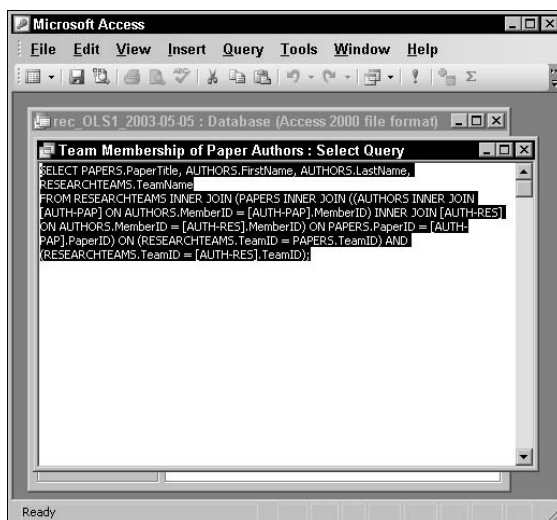 Microsoft Access
File Edit View Insert Query Tools Window Help
rec_OLS1_2003-05-05 : Database (Access 2000 file format)
Team Membership of Paper Authors : Select Query
SELECT PAPERS.PaperTitle, AUTHORS.FirstName, AUTHORS.LastName,
RESEARCHTEAMS.TeamName
FROM RESEARCHTEAMS INNER JOIN (PAPERS INNER JOIN ((AUTHORS INNER JOIN
[AUTH-PAP] ON AUTHORS.MemberID = [AUTH-PAP].MemberID) INNER JOIN [AUTH-RES]
ON AUTHORS.MemberID = [AUTH-RES].MemberID) ON PAPERS.PaperID = [AUTH-
PAP].PaperID) ON (RESEARCHTEAMS.TeamID = PAPERS.TeamID) AND
(RESEARCHTEAMS.TeamID = [AUTH-RES].TeamID);
Ready